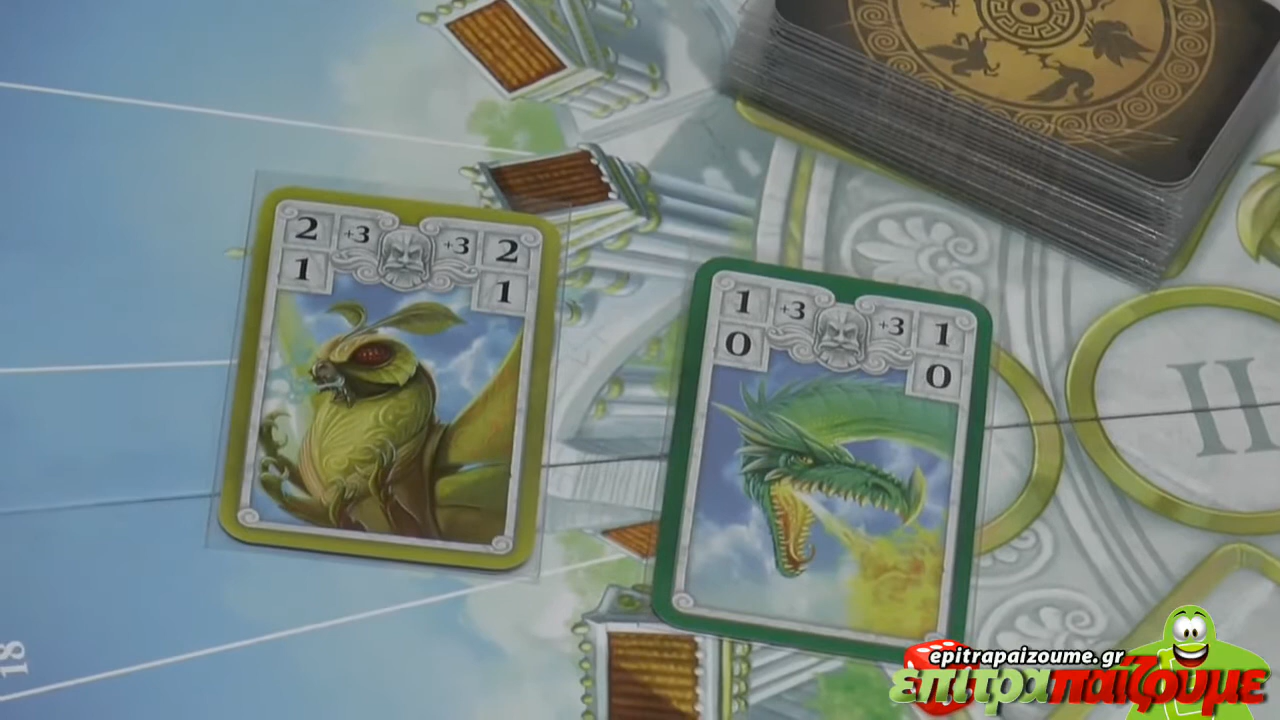 2 +3 +3 2
1 1
1 +3 +3 1
0 0
II
18
epitrapaizoume.gr
επιτραπαίζουμε